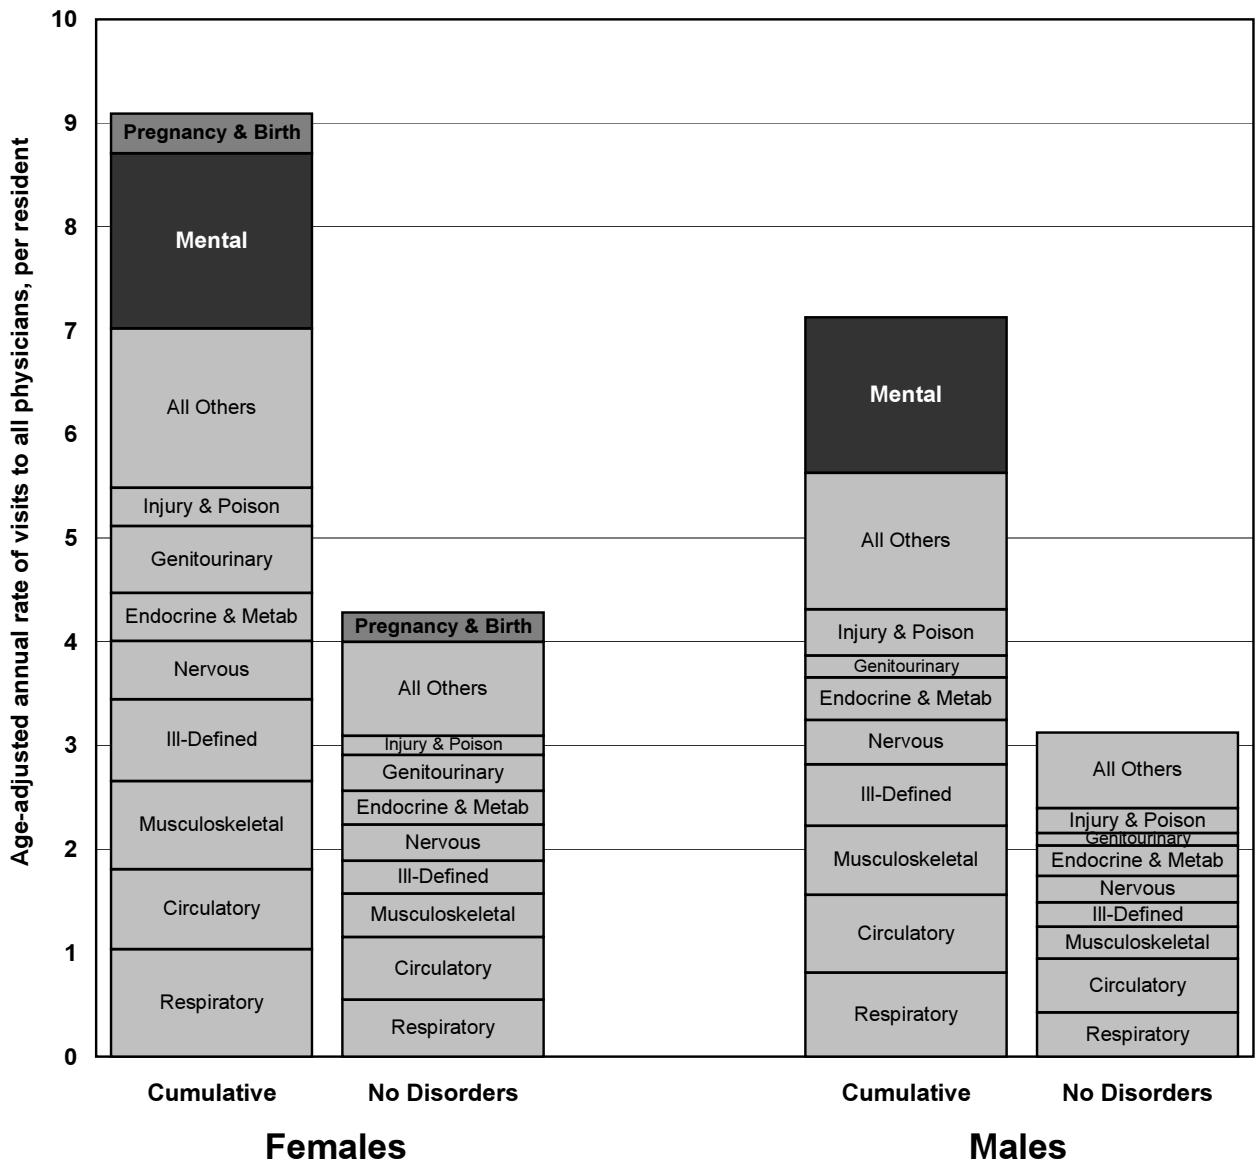 Age-adjusted annual rate of visits to all physicians, per resident
10
9
8
7
6
5
4
3
2
1
0
Pregnancy & Birth
Mental
All Others
Injury & Poison
Genitourinary
Endocrine & Metab
Nervous
Ill-Defined
Musculoskeletal
Circulatory
Respiratory
Pregnancy & Birth
All Others
Injury & Poison
Genitourinary
Endocrine & Metab
Nervous
Ill-Defined
Musculoskeletal
Circulatory
Respiratory
Mental
All Others
Injury & Poison
Genitourinary
Endocrine & Metab
Nervous
Ill-Defined
Musculoskeletal
Circulatory
Respiratory
All Others
Injury & Poison
Genitourinary
Endocrine & Metab
Nervous
Ill-Defined
Musculoskeletal
Circulatory
Respiratory
Cumulative
No Disorders
Cumulative
No Disorders
Females
Males